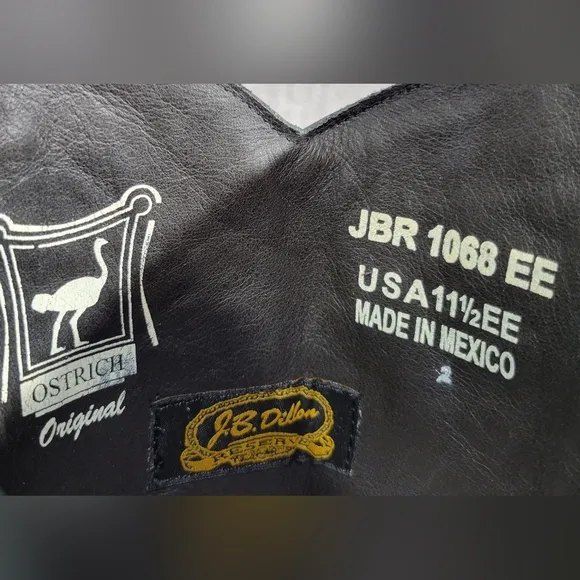 JBR 1068 EE
USA 11½EE
MADE IN MEXICO
2
OSTRICH
Original
J.B. Dillon
RESERVE